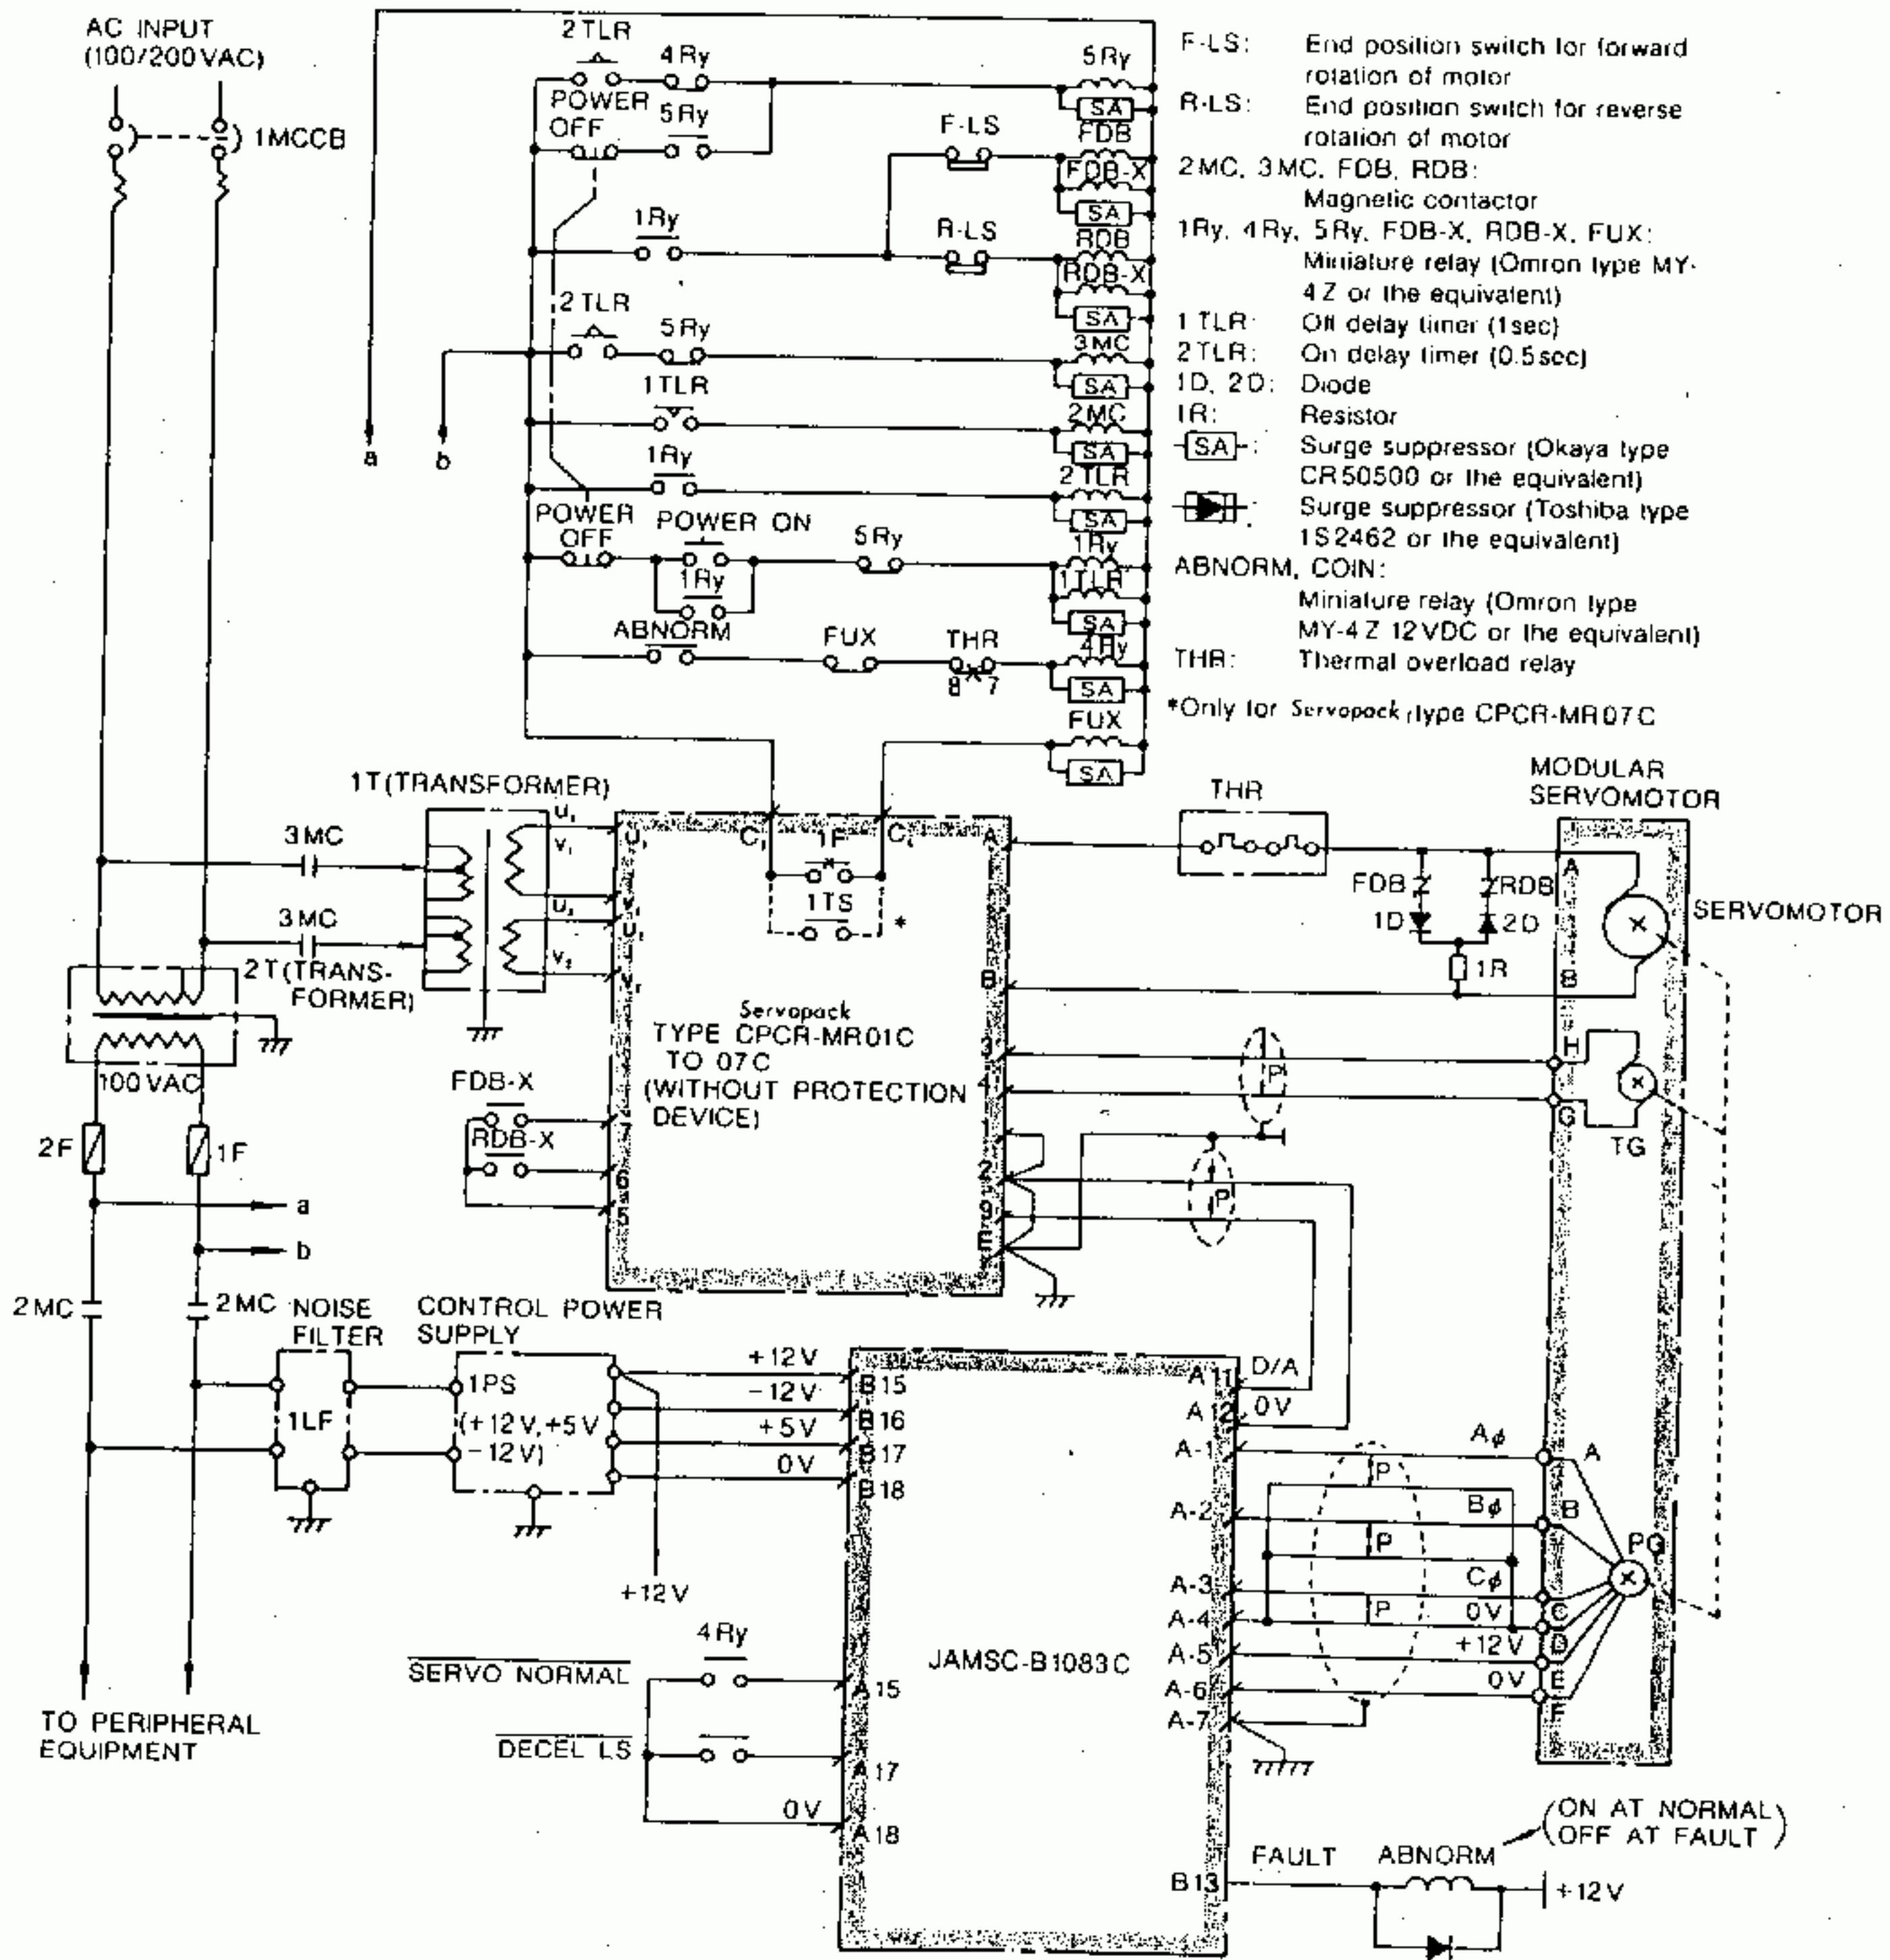 AC INPUT
(100/200VAC)
1MCCB
2TLR
4Ry
5Ry
SA
POWER
OFF
5Ry
F-LS
FDB
FDB-X
SA
1Ry
R-LS
RDB
RDB-X
SA
2TLR
5Ry
3MC
SA
a
b
1TLR
2MC
SA
1Ry
2TLR
SA
POWER
OFF
POWER ON
1Ry
5Ry
1Ry
1TLR
SA
ABNORM
FUX
THR
8 7
4Ry
SA
FUX
SA
F-LS: End position switch for forward
rotation of motor
R-LS: End position switch for reverse
rotation of motor
2MC, 3MC, FDB, RDB:
Magnetic contactor
1Ry, 4Ry, 5Ry, FDB-X, RDB-X, FUX:
Miniature relay (Omron type MY-
4Z or the equivalent)
1TLR: Off delay timer (1sec)
2TLR: On delay timer (0.5sec)
1D, 2D: Diode
1R: Resistor
SA : Surge suppressor (Okaya type
CR50500 or the equivalent)
: Surge suppressor (Toshiba type
1S2462 or the equivalent)
ABNORM, COIN:
Miniature relay (Omron type
MY-4Z 12VDC or the equivalent)
THR: Thermal overload relay
*Only for Servopack, type CPCR-MR07C
1T(TRANSFORMER)
3MC
3MC
2T(TRANS-
FORMER)
100VAC
U₁
V₁
U₂
V₂
C₁
1F
1TS
*
A
B
3
4
1
2
9
E
Servopack
TYPE CPCR-MR01C
TO 07C
(WITHOUT PROTECTION
DEVICE)
FDB-X
RDB-X
7
6
5
THR
FDB
RDB
1D
2D
1R
MODULAR
SERVOMOTOR
A
B
SERVOMOTOR
H
G
TG
P
P
2F
1F
a
b
2MC
2MC
NOISE
FILTER
1LF
CONTROL POWER
SUPPLY
1PS
(+12V,+5V
-12V)
+12V
-12V
+5V
0V
B15
B16
B17
B18
+12V
A11
D/A
A12
0V
A-1
Aϕ
A
P
A-2
Bϕ
B
P
PG
A-3
Cϕ
C
P
A-4
0V
D
A-5
+12V
E
A-6
0V
F
A-7
JAMSC-B1083C
SERVO NORMAL
4Ry
A15
DECEL LS
A17
0V
A18
TO PERIPHERAL
EQUIPMENT
B13
FAULT
ABNORM
(ON AT NORMAL)
(OFF AT FAULT)
+12V